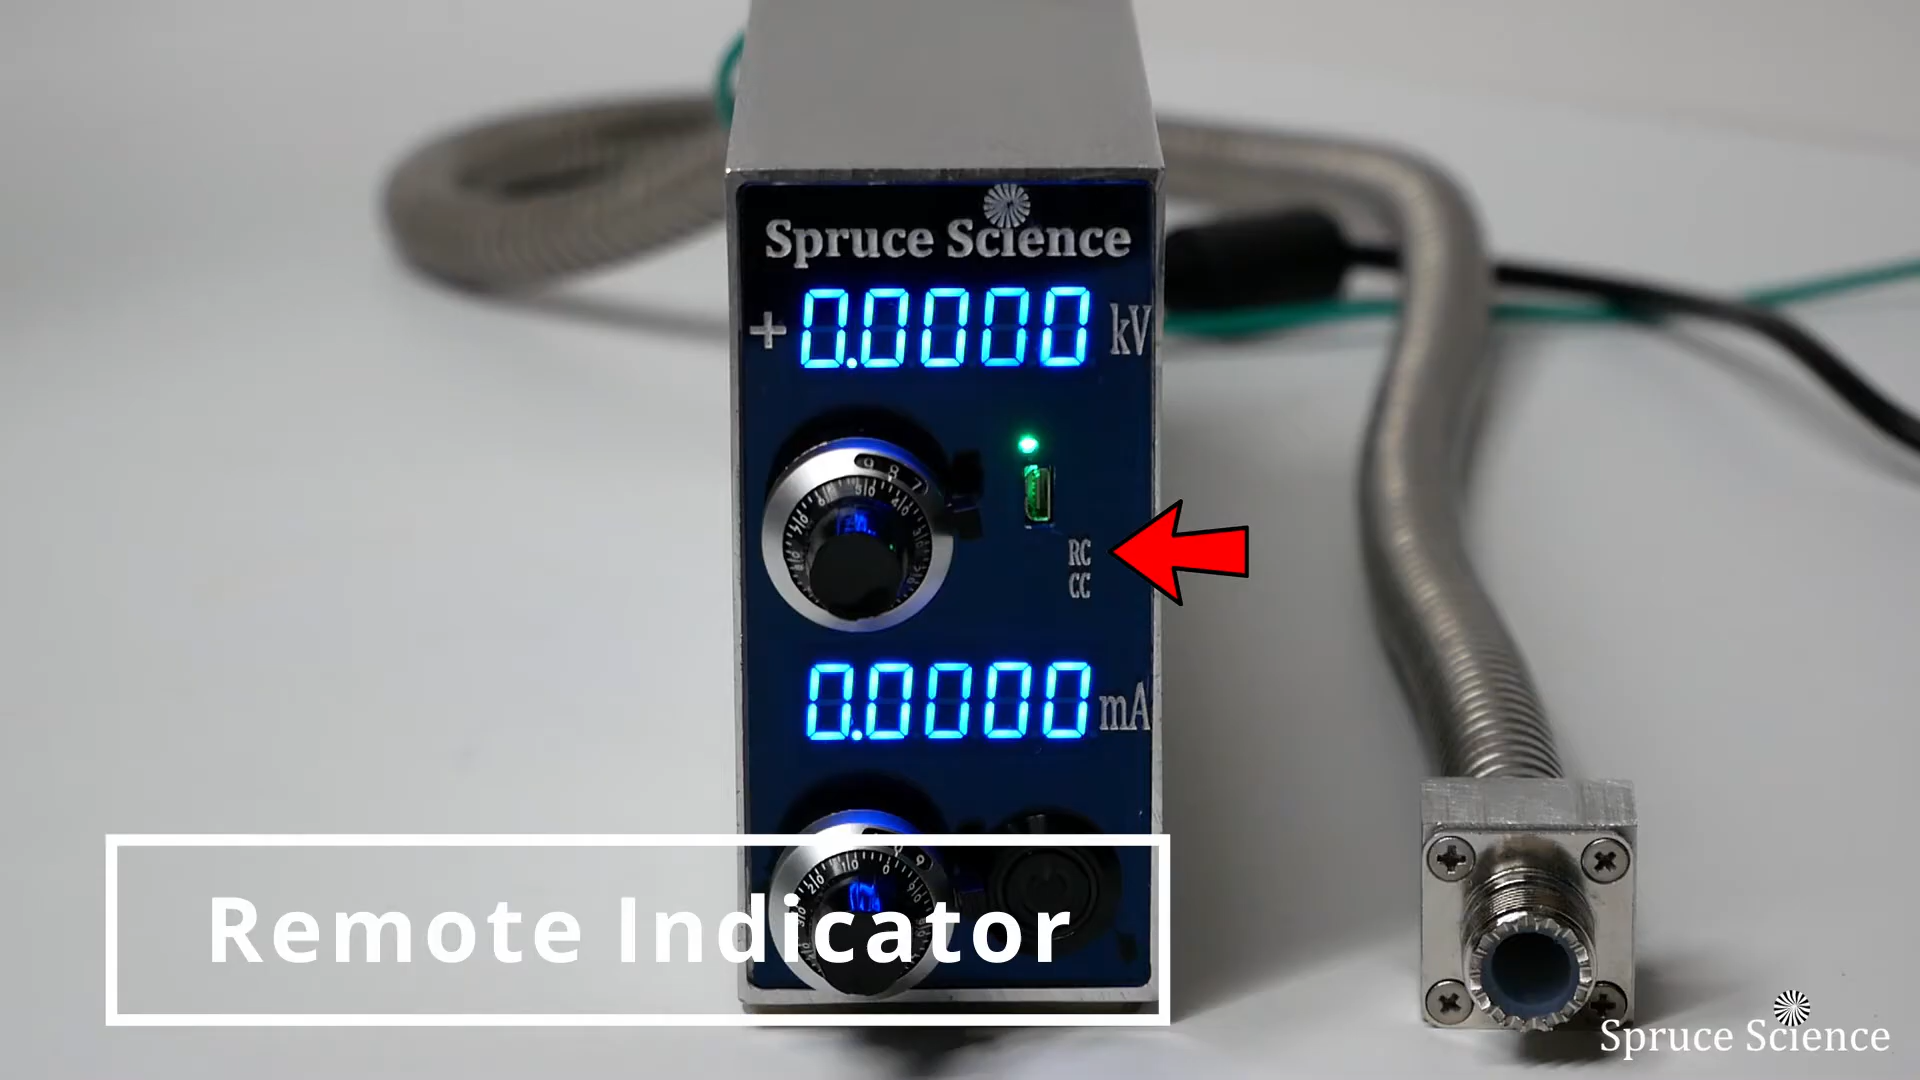 Spruce Science
+ 0.0000 kV
RC
CC
0.0000 mA
Remote Indicator
Spruce Science